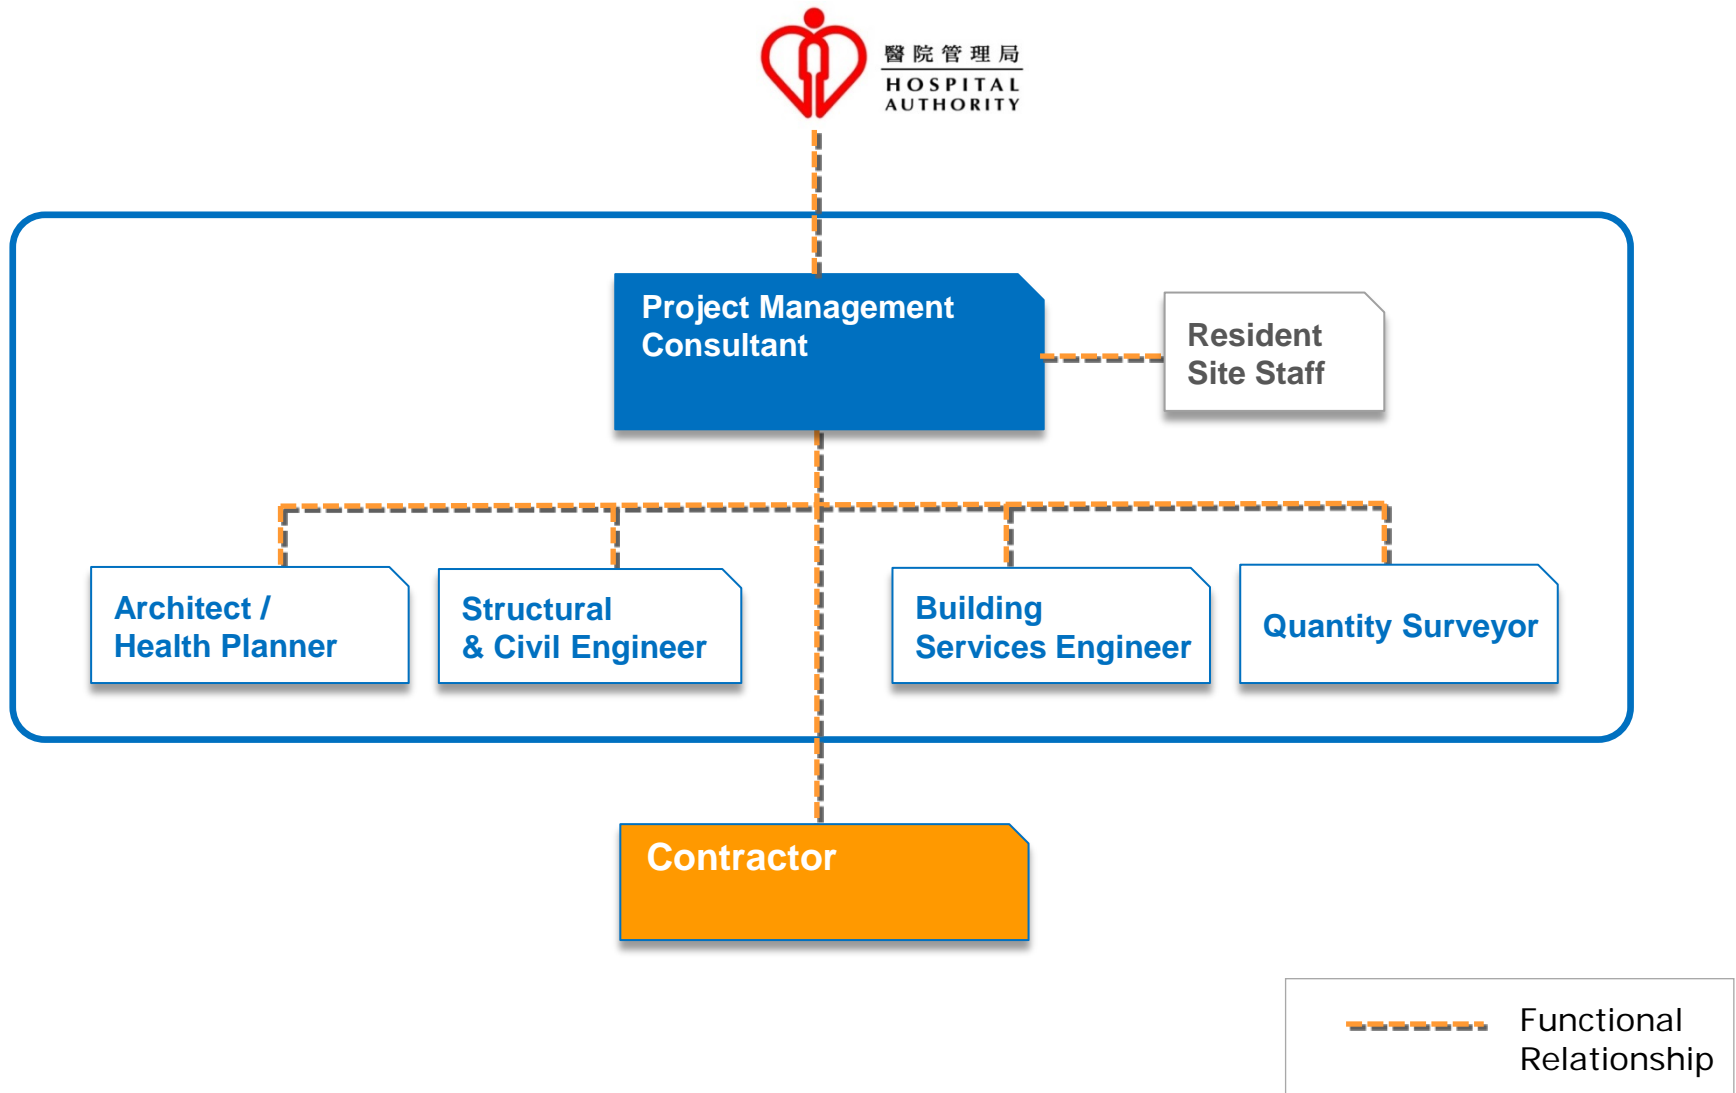 醫院管理局
HOSPITAL
AUTHORITY
Project Management
Consultant
Resident
Site Staff
Architect /
Health Planner
Structural
& Civil Engineer
Building
Services Engineer
Quantity Surveyor
Contractor
Functional
Relationship